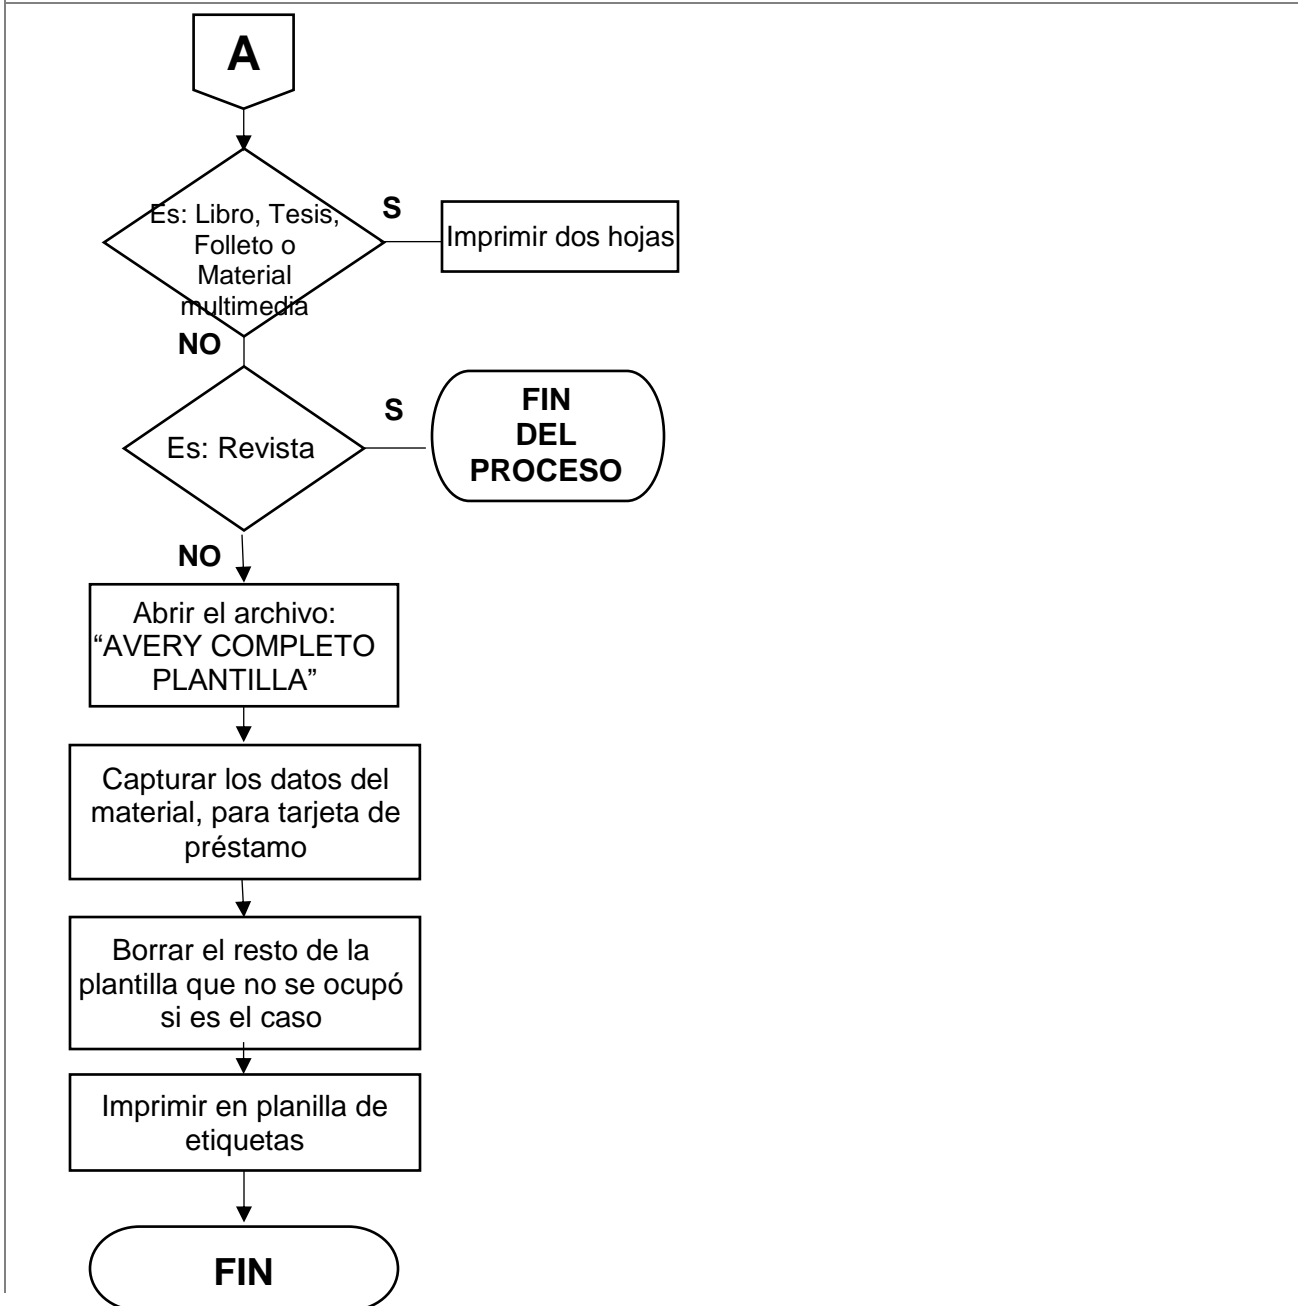 A
Es: Libro, Tesis,
Folleto o
Material
multimedia
S
Imprimir dos hojas
NO
Es: Revista
S
FIN
DEL
PROCESO
NO
Abrir el archivo:
“AVERY COMPLETO
PLANTILLA”
Capturar los datos del
material, para tarjeta de
préstamo
Borrar el resto de la
plantilla que no se ocupó
si es el caso
Imprimir en planilla de
etiquetas
FIN